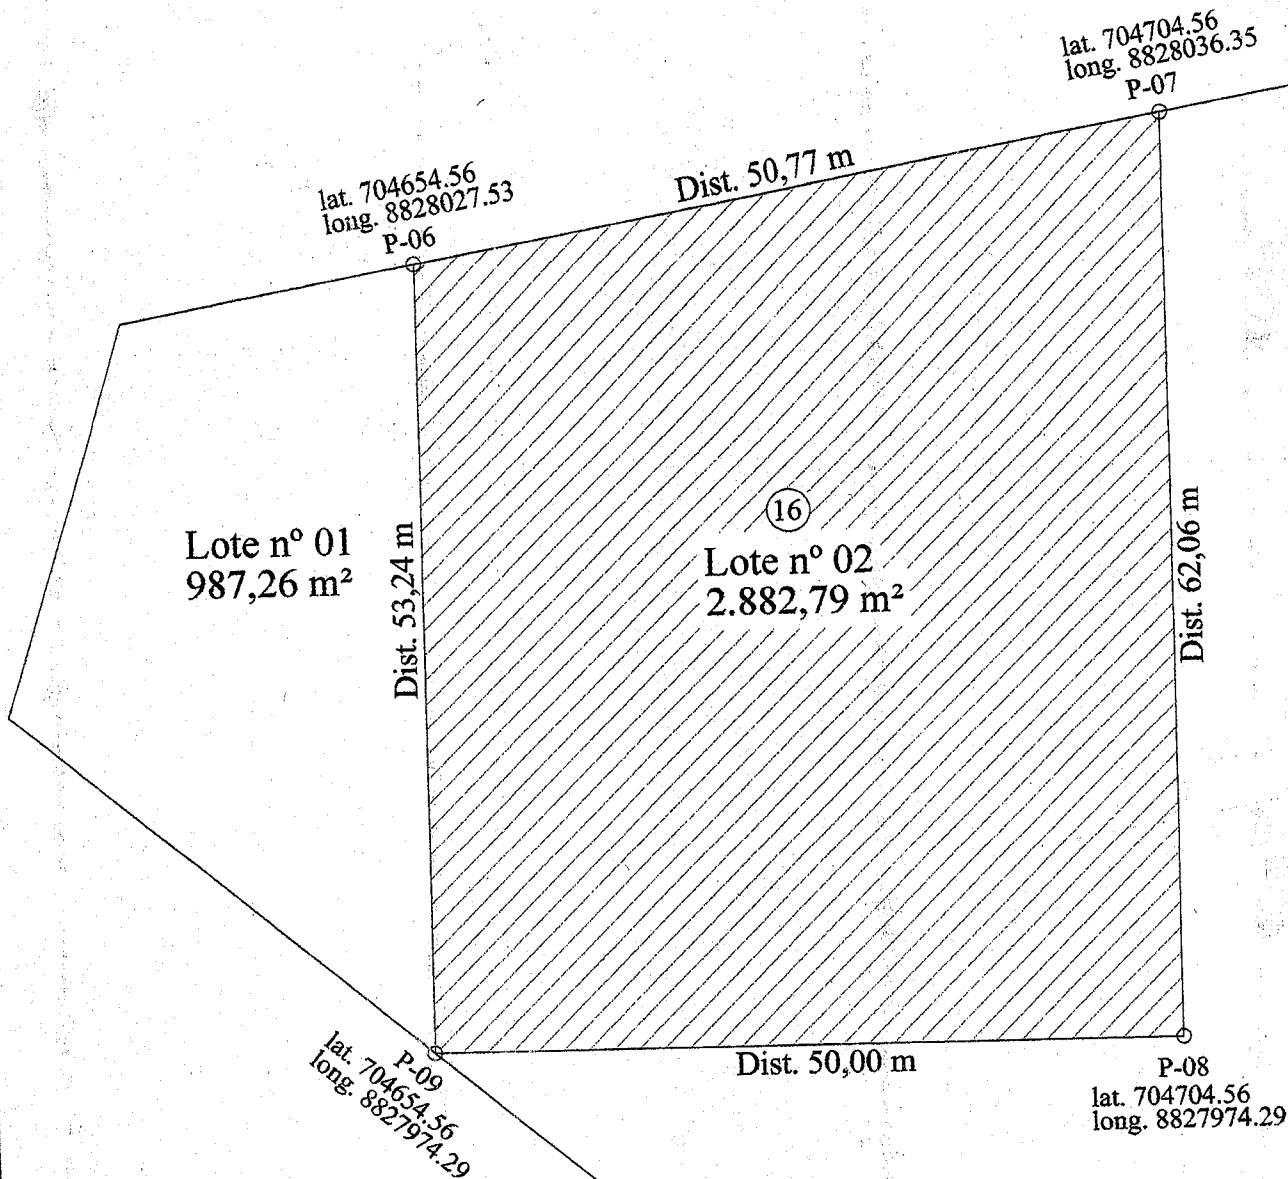 lat. 704704.56
long. 8828036.35
P-07
lat. 704654.56
long. 8828027.53
P-06
Dist. 50,77 m
16
Lote nº 01
987,26 m²
Dist. 53,24 m
Lote nº 02
2.882,79 m²
Dist. 62,06 m
P-09
lat. 704654.56
long. 8827974.29
Dist. 50,00 m
P-08
lat. 704704.56
long. 8827974.29